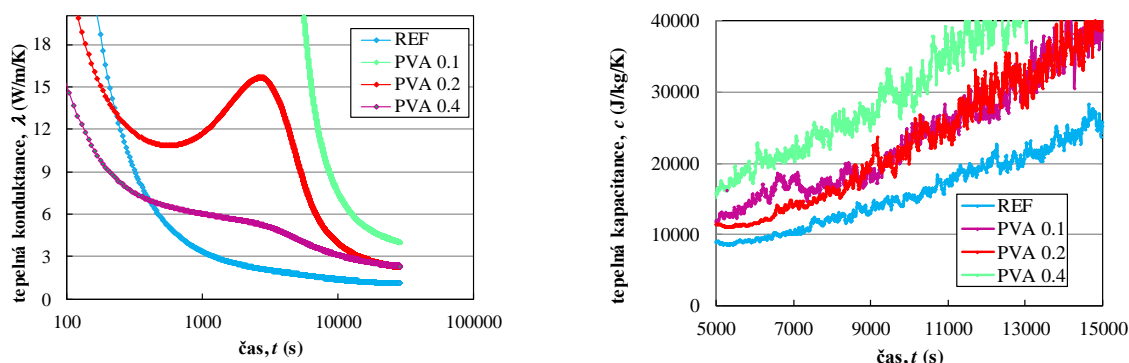 tepelná konduktance, λ (W/m/K)
18
15
12
9
6
3
0
100
1000
10000
100000
čas, t (s)
REF
PVA 0.1
PVA 0.2
PVA 0.4
tepelná kapacitance, c (J/kg/K)
40000
30000
20000
10000
0
5000
7000
9000
11000
13000
15000
čas, t (s)
REF
PVA 0.1
PVA 0.2
PVA 0.4